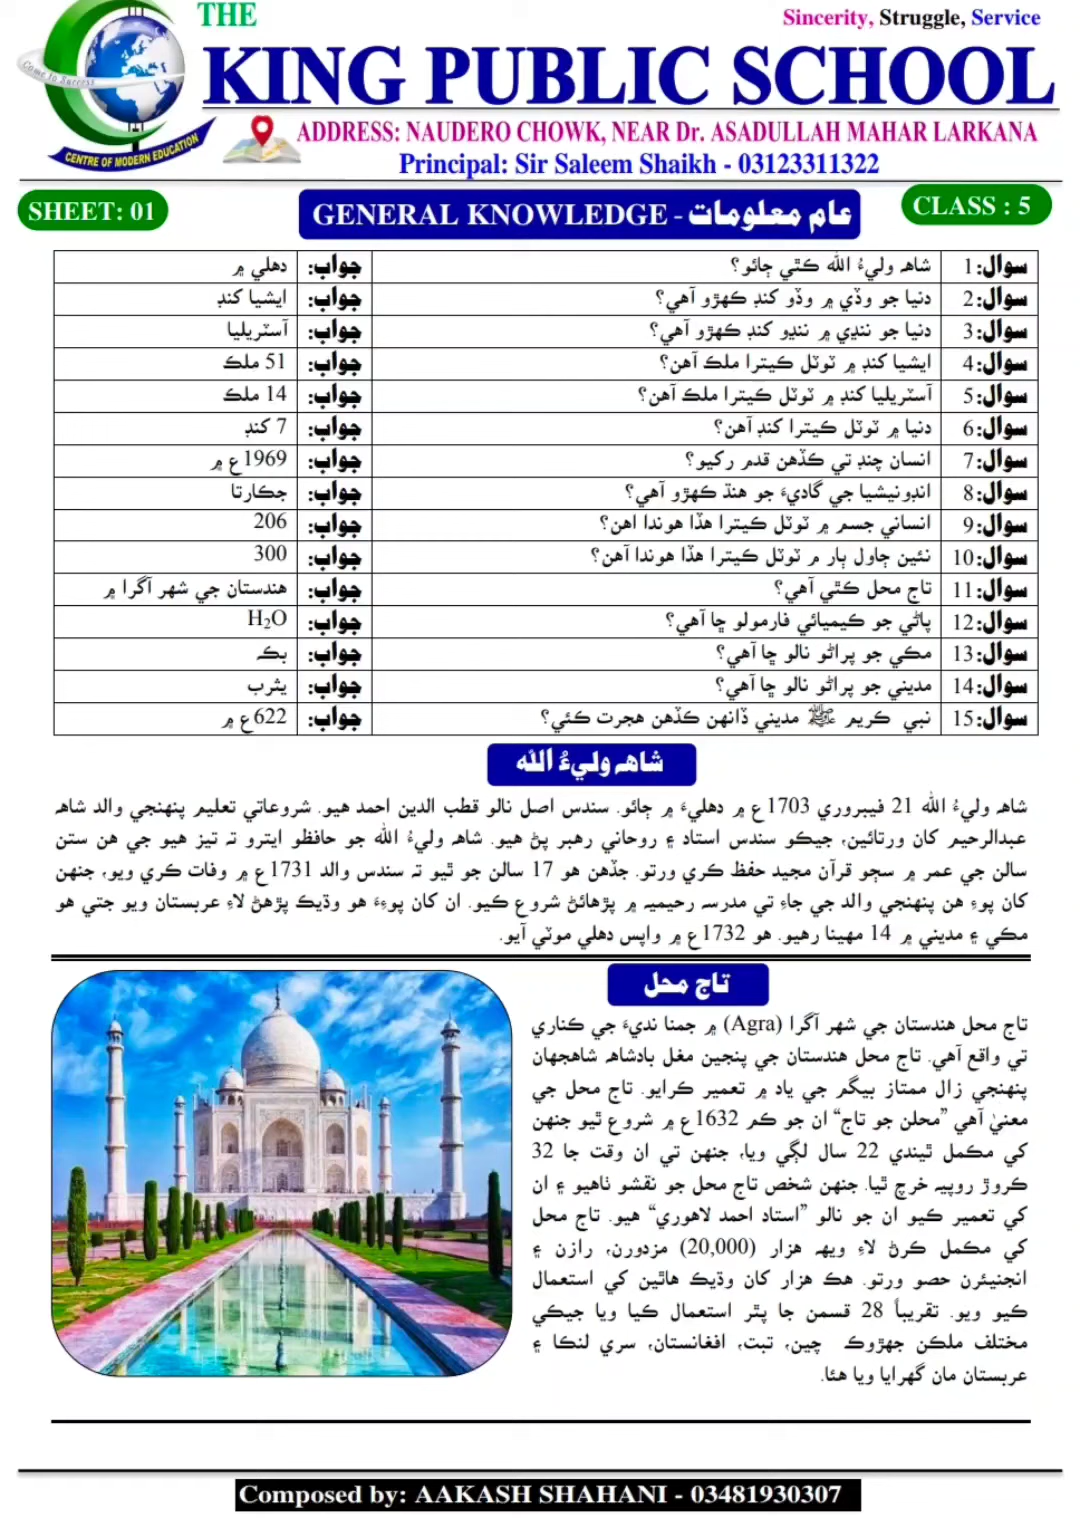 THE
Sincerity, Struggle, Service
KING PUBLIC SCHOOL
Come to Success
CENTRE OF MODERN EDUCATION
ADDRESS: NAUDERO CHOWK, NEAR Dr. ASADULLAH MAHAR LARKANA
Principal: Sir Saleem Shaikh - 03123311322
SHEET: 01
GENERAL KNOWLEDGE - عام معلومات
CLASS : 5
سوال:1 شاهہ وليءُ الله ڪٿي ڄائو؟ جواب: دهلي ۾
سوال:2 دنيا جو وڏي ۾ وڏو کنڊ ڪهڙو آهي؟ جواب: ايشيا کنڊ
سوال:3 دنيا جو ننڍي ۾ ننڍو کنڊ ڪهڙو آهي؟ جواب: آسٽريليا
سوال:4 ايشيا کنڊ ۾ ٽوٽل ڪيترا ملڪ آهن؟ جواب: 51 ملڪ
سوال:5 آسٽريليا کنڊ ۾ ٽوٽل ڪيترا ملڪ آهن؟ جواب: 14 ملڪ
سوال:6 دنيا ۾ ٽوٽل ڪيترا کنڊ آهن؟ جواب: 7 کنڊ
سوال:7 انسان چنڊ تي ڪڏهن قدم رکيو؟ جواب: 1969ع ۾
سوال:8 انڊونيشيا جي گاديءَ جو هنڌ ڪهڙو آهي؟ جواب: جڪارتا
سوال:9 انساني جسم ۾ ٽوٽل ڪيترا هڏا هوندا اهن؟ جواب: 206
سوال:10 نئين ڄاول ٻار ۾ ٽوٽل ڪيترا هڏا هوندا آهن؟ جواب: 300
سوال:11 تاج محل ڪٿي آهي؟ جواب: هندستان جي شهر آگرا ۾
سوال:12 پاڻي جو ڪيميائي فارمولو ڇا آهي؟ جواب: H₂O
سوال:13 مڪي جو پراڻو نالو ڇا آهي؟ جواب: بڪہ
سوال:14 مديني جو پراڻو نالو ڇا آهي؟ جواب: يثرب
سوال:15 نبي ڪريم ﷺ مديني ڏانهن ڪڏهن هجرت ڪئي؟ جواب: 622ع ۾
شاهہ وليءُ الله
شاهہ وليءُ الله 21 فيبروري 1703ع ۾ دهليءَ ۾ ڄائو. سندس اصل نالو قطب الدين احمد هيو. شروعاتي تعليم پنهنجي والد شاهہ
عبدالرحيم کان ورتائين، جيڪو سندس استاد ۽ روحاني رهبر پڻ هيو. شاهہ وليءُ الله جو حافظو ايترو تہ تيز هيو جي هن ستن
سالن جي عمر ۾ سڄو قرآن مجيد حفظ ڪري ورتو. جڏهن هو 17 سالن جو ٿيو تہ سندس والد 1731ع ۾ وفات ڪري ويو، جنهن
کان پوءِ هن پنهنجي والد جي جاءِ تي مدرسہ رحيميہ ۾ پڙهائڻ شروع ڪيو. ان کان پوءِءَ هو وڌيڪ پڙهڻ لاءِ عربستان ويو جتي هو
مڪي ۽ مديني ۾ 14 مهينا رهيو. هو 1732ع ۾ واپس دهلي موٽي آيو.
تاج محل
تاج محل هندستان جي شهر آگرا (Agra) ۾ جمنا نديءَ جي ڪناري
تي واقع آهي. تاج محل هندستان جي پنجين مغل بادشاهہ شاهجهان
پنهنجي زال ممتاز بيگم جي ياد ۾ تعمير ڪرايو. تاج محل جي
معنيٰ آهي ”محلن جو تاج“ ان جو ڪم 1632ع ۾ شروع ٿيو جنهن
کي مڪمل ٿيندي 22 سال لڳي ويا، جنهن تي ان وقت جا 32
ڪروڙ روپيہ خرچ ٿيا. جنهن شخص تاج محل جو نقشو ٺاهيو ۽ ان
کي تعمير ڪيو ان جو نالو ”استاد احمد لاهوري“ هيو. تاج محل
کي مڪمل ڪرڻ لاءِ ويهہ هزار (20,000) مزدورن، رازن ۽
انجنيئرن حصو ورتو. هڪ هزار کان وڌيڪ هاٿين کي استعمال
ڪيو ويو. تقريباً 28 قسمن جا پٿر استعمال ڪيا ويا جيڪي
مختلف ملڪن جهڙوڪ چين، تبت، افغانستان، سري لنڪا ۽
عربستان مان گهرايا ويا هئا.
Composed by: AAKASH SHAHANI - 03481930307